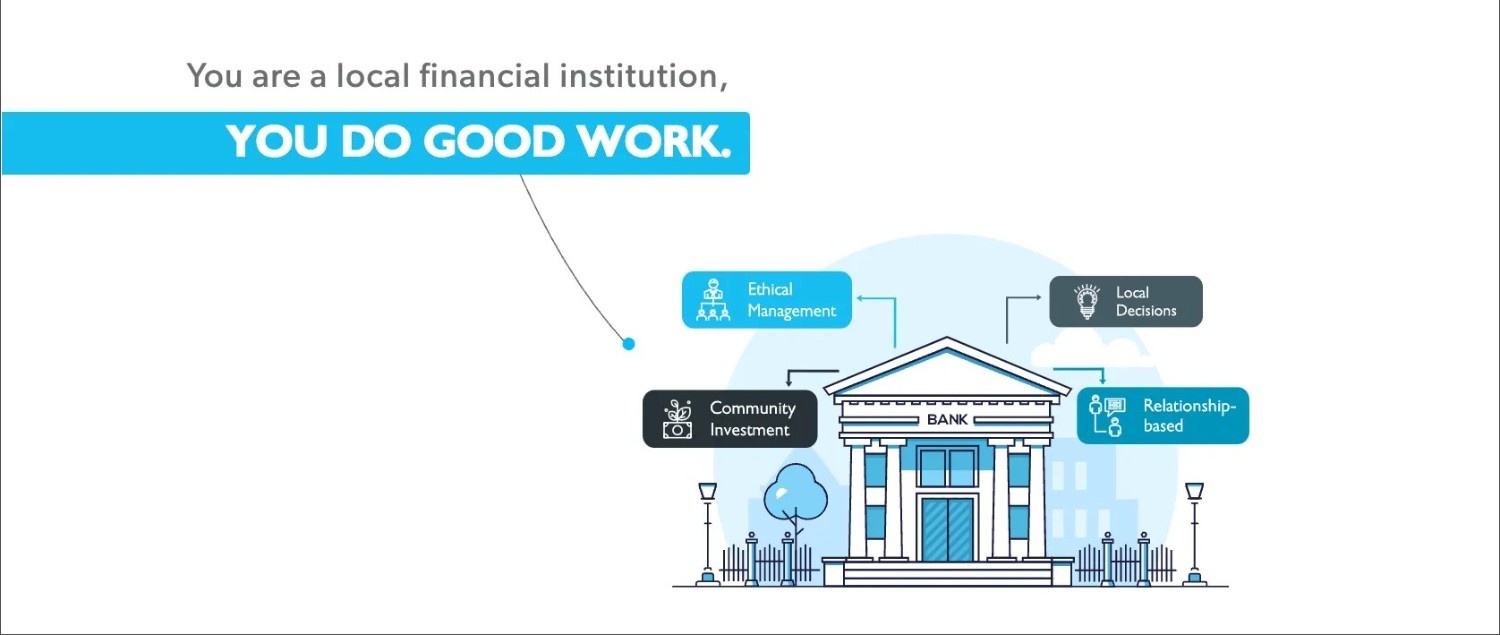 You are a local financial institution,
YOU DO GOOD WORK.
Ethical
Management
Local
Decisions
Community
Investment
Relationship-
based
BANK